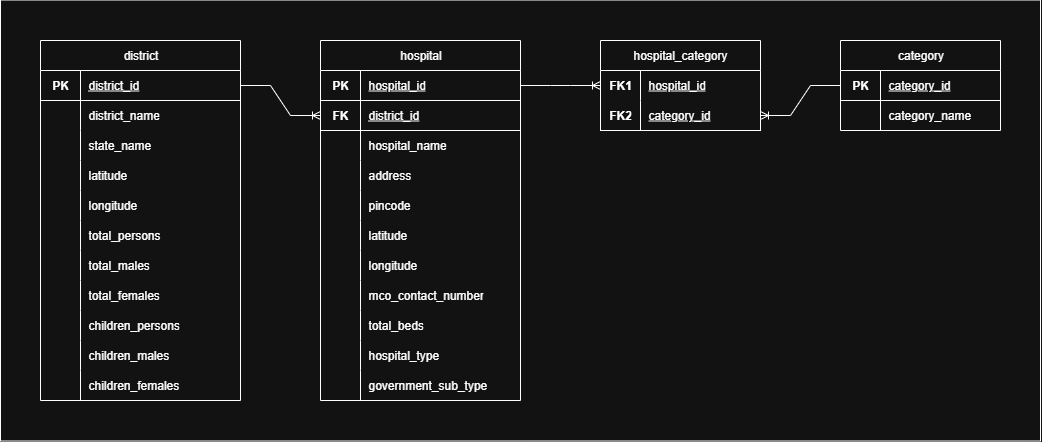 district
PK district_id
district_name
state_name
latitude
longitude
total_persons
total_males
total_females
children_persons
children_males
children_females
hospital
PK hospital_id
FK district_id
hospital_name
address
pincode
latitude
longitude
mco_contact_number
total_beds
hospital_type
government_sub_type
hospital_category
FK1 hospital_id
FK2 category_id
category
PK category_id
category_name